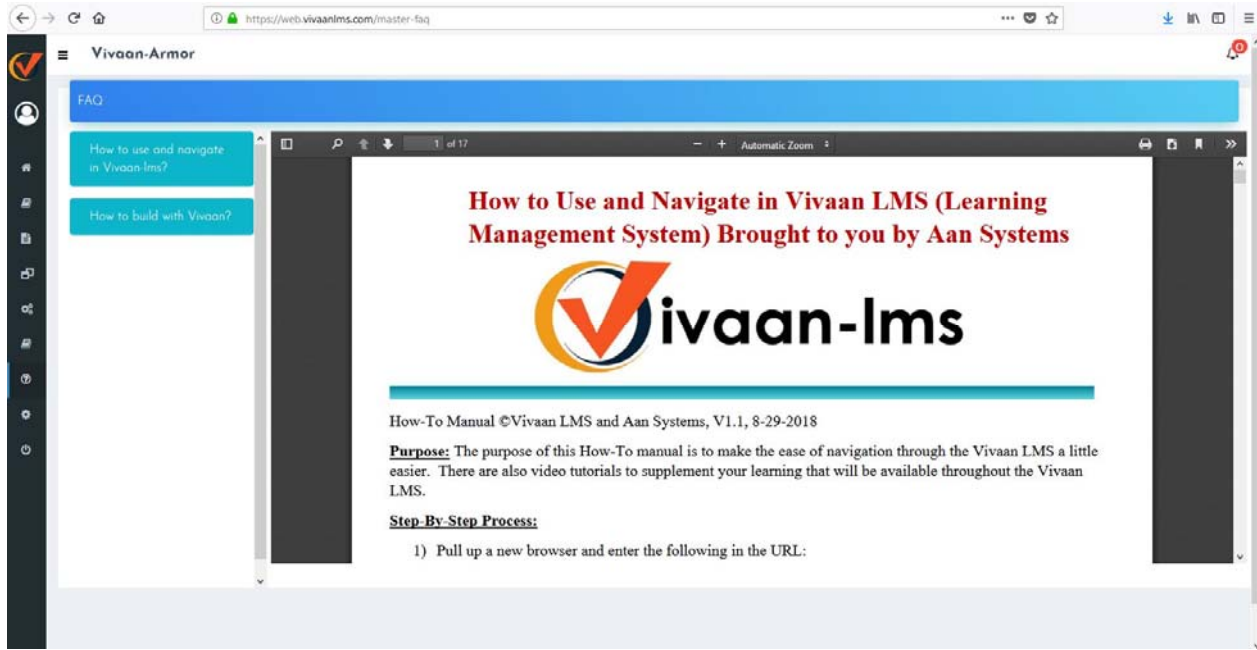 https://web.vivaanlms.com/master-faq
Vivaan-Armor
0
FAQ
How to use and navigate
in Vivaan-lms?
How to build with Vivaan?
1 of 17
Automatic Zoom
How to Use and Navigate in Vivaan LMS (Learning
Management System) Brought to you by Aan Systems
Vivaan-lms
How-To Manual ©Vivaan LMS and Aan Systems, V1.1, 8-29-2018
Purpose: The purpose of this How-To manual is to make the ease of navigation through the Vivaan LMS a little
easier. There are also video tutorials to supplement your learning that will be available throughout the Vivaan
LMS.
Step-By-Step Process:
1) Pull up a new browser and enter the following in the URL: